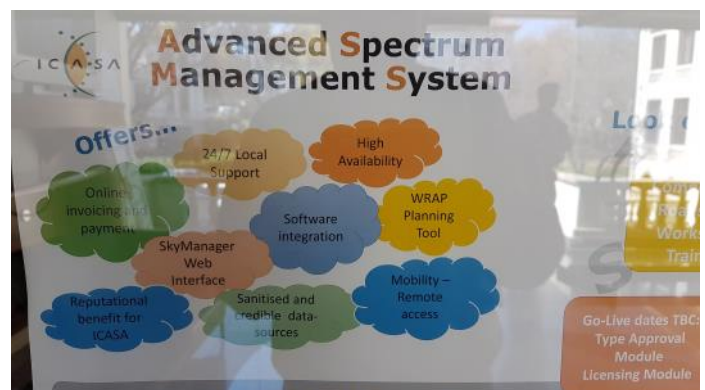 ICASA
Advanced Spectrum
Management System
Offers...
24/7 Local
Support
High
Availability
Online
invoicing and
payment
Software
integration
WRAP
Planning
Tool
SkyManager
Web
Interface
Reputational
benefit for
ICASA
Sanitised and
credible data-
sources
Mobility –
Remote
access
Look
Go-Live dates TBC:
Type Approval
Module
Licensing Module